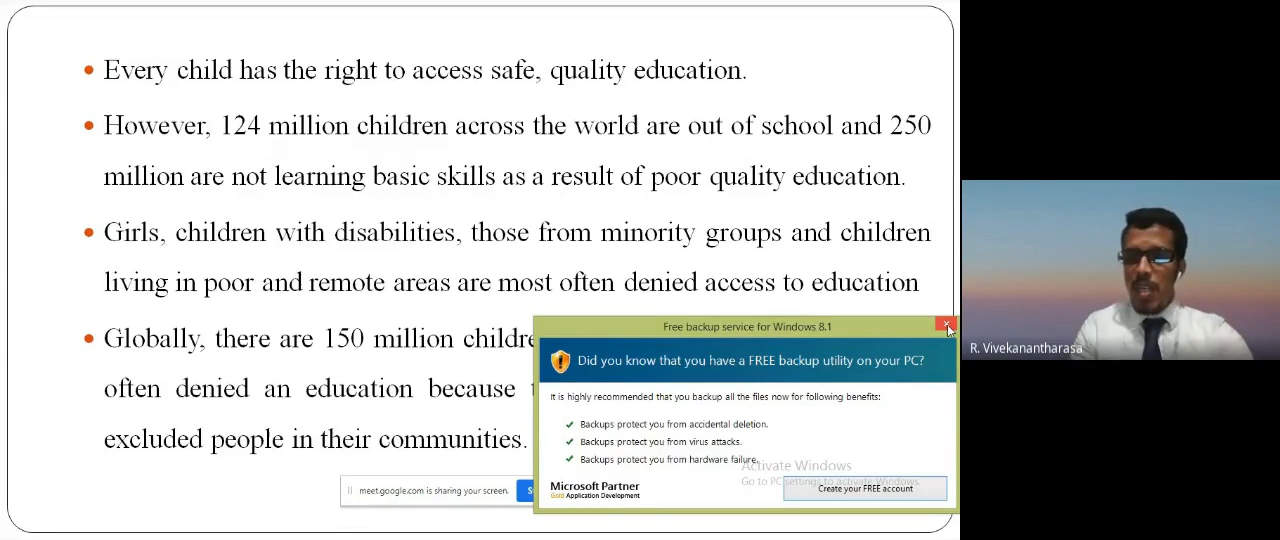 Every child has the right to access safe, quality education.
However, 124 million children across the world are out of school and 250
million are not learning basic skills as a result of poor quality education.
Girls, children with disabilities, those from minority groups and children
living in poor and remote areas are most often denied access to education
Globally, there are 150 million
often denied an education because
excluded people in their communities.
Free backup service for Windows 8.1
Did you know that you have a FREE backup utility on your PC?
It is highly recommended that you backup all the files now for following benefits:
Backups protect you from accidental deletion.
Backups protect you from virus attacks.
Backups protect you from hardware failure.
Activate Windows
Go to PC settings to activate Windows.
Microsoft Partner
Gold Application Development
Create your FREE account
meet.google.com is sharing your screen.
R. Vivekanantharasa